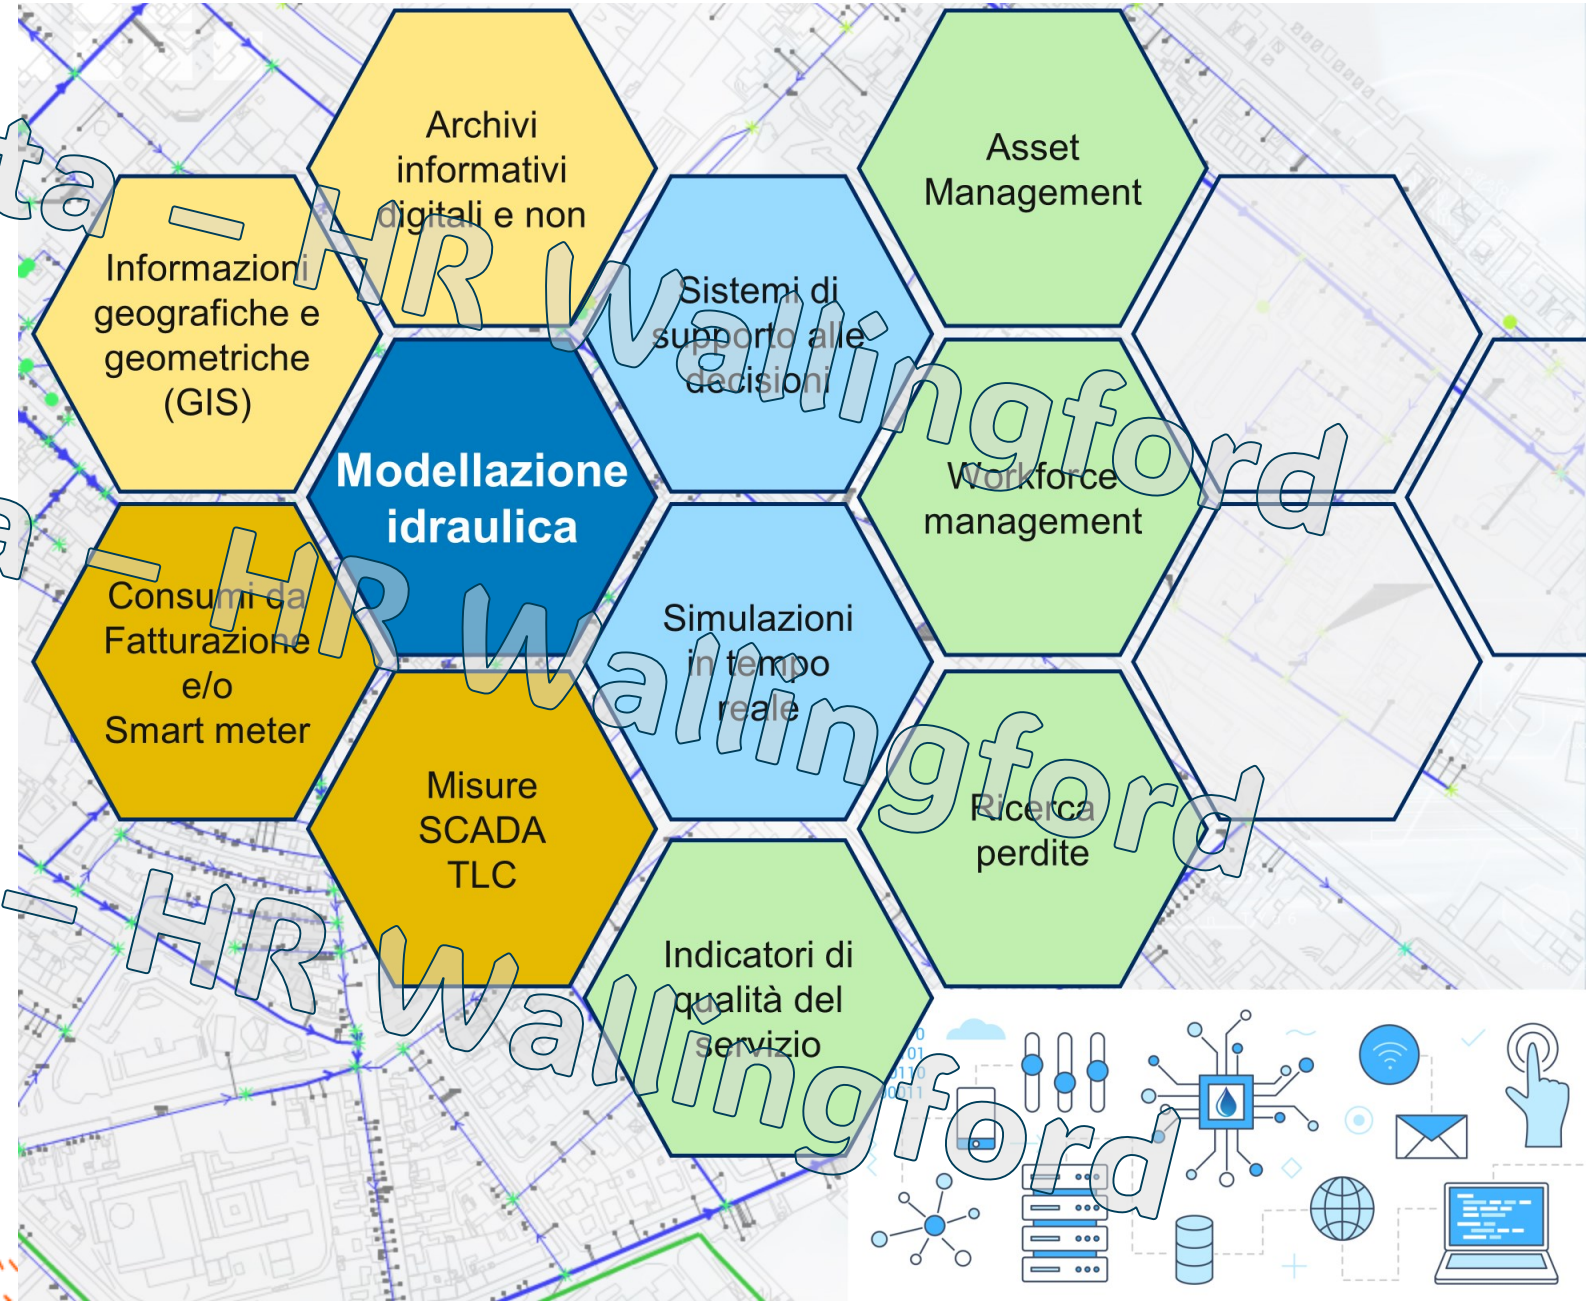 Archivi
informativi
digitali e non
Asset
Management
Informazioni
geografiche e
geometriche
(GIS)
Sistemi di
supporto alle
decisioni
Modellazione
idraulica
Workforce
management
Consumi da
Fatturazione
e/o
Smart meter
Simulazioni
in tempo
reale
Misure
SCADA
TLC
Ricerca
perdite
Indicatori di
qualità del
servizio
ta – HR Wallingford
a – HR Wallingford
– HR Wallingford